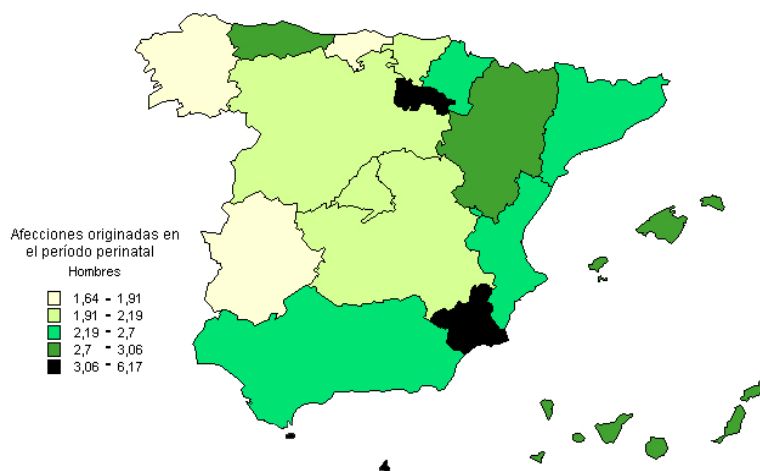 Afecciones originadas en
el período perinatal
Hombres
1,64 - 1,91
1,91 - 2,19
2,19 - 2,7
2,7 - 3,06
3,06 - 6,17